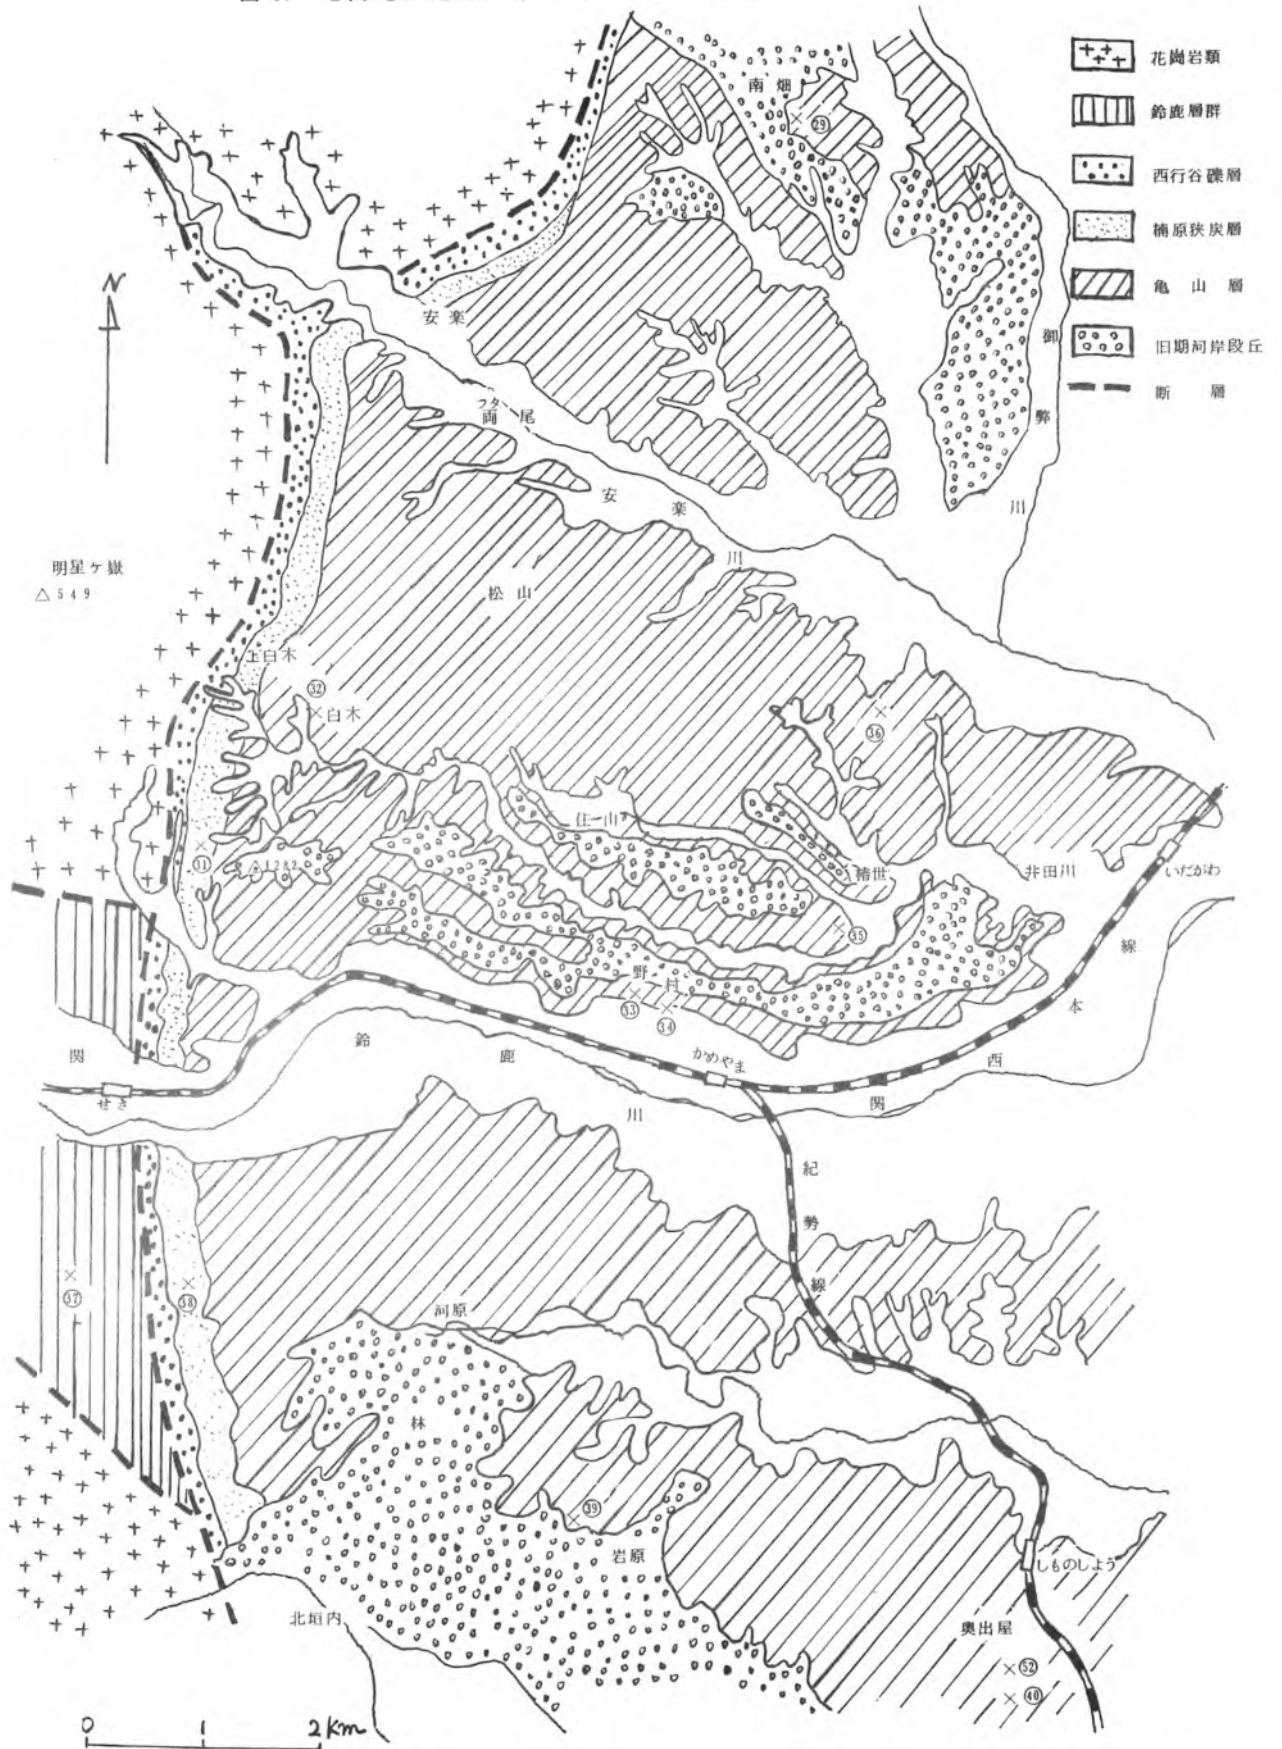 花崗岩類
鈴鹿層群
西行谷礫層
楠原狭炭層
亀山層
旧期河岸段丘
断層
N
南畑
㉙
安楽
フタ
両尾
御弊川
安楽川
明星ケ嶽
△549
松山
上白木
㉜
白木
㊱
住山
椿世
井田川
いだがわ
㉛
㉟
野村
㉝
㉞
関
せき
鈴鹿川
かめやま
関西本線
紀勢線
㊲
㊳
河原
林
㊴
岩原
しものしょう
北垣内
奥出屋
52
㊵
0 1 2Km